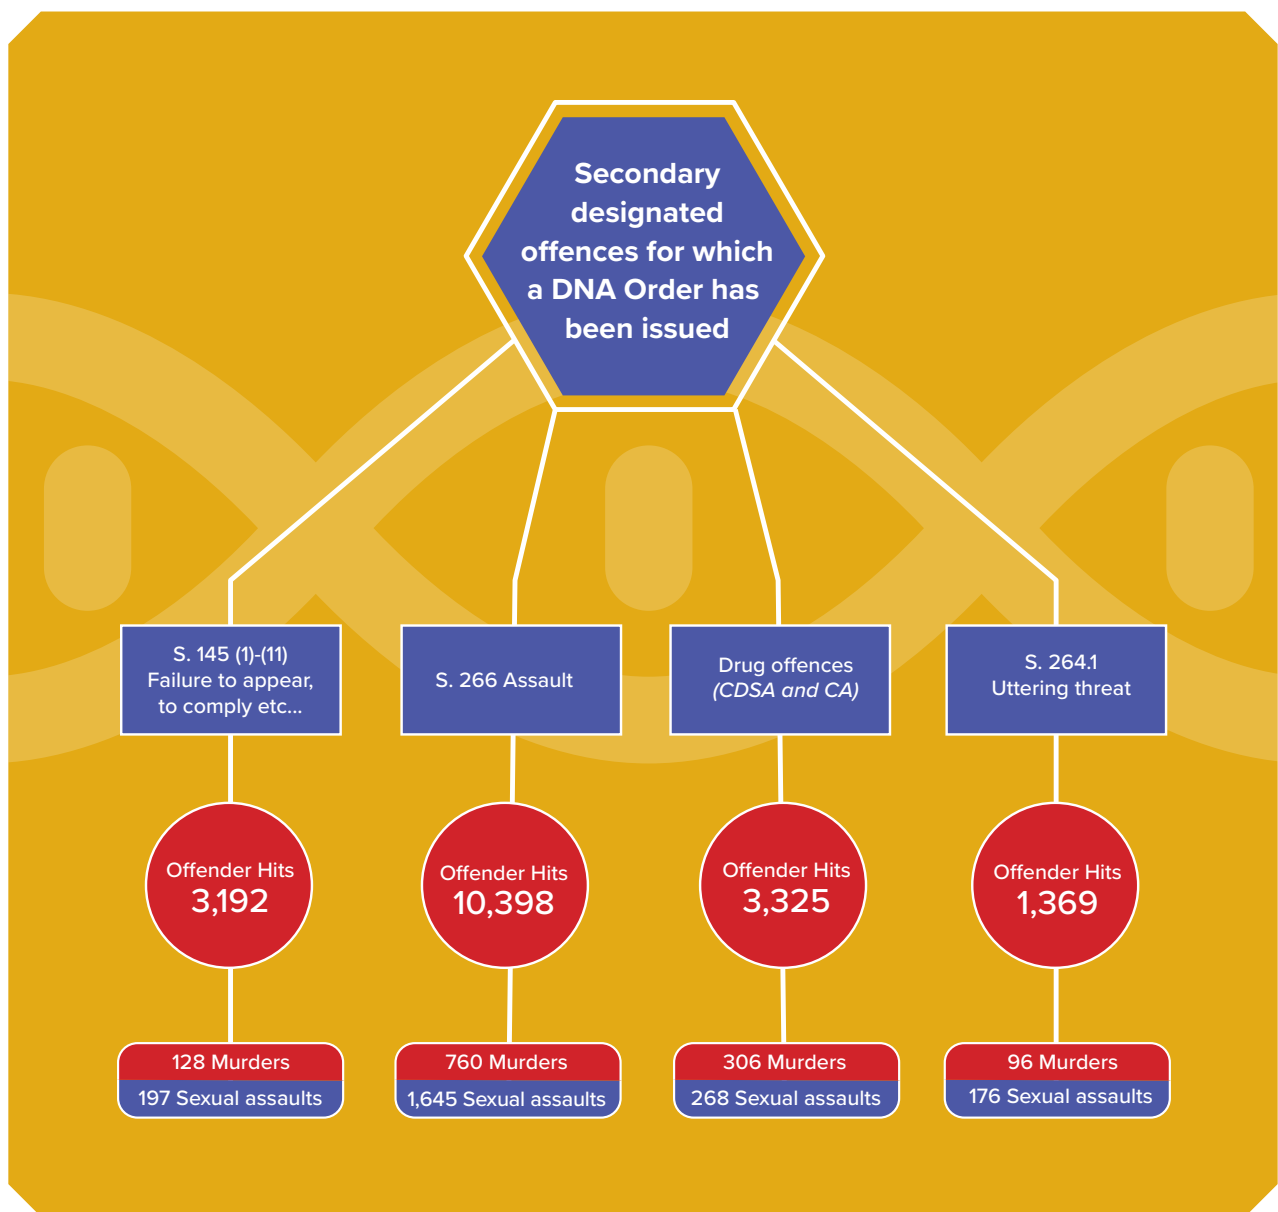 Secondary
designated
offences for which
a DNA Order has
been issued
S. 145 (1)-(11)
Failure to appear,
to comply etc...
S. 266 Assault
Drug offences
(CDSA and CA)
S. 264.1
Uttering threat
Offender Hits
3,192
Offender Hits
10,398
Offender Hits
3,325
Offender Hits
1,369
128 Murders
197 Sexual assaults
760 Murders
1,645 Sexual assaults
306 Murders
268 Sexual assaults
96 Murders
176 Sexual assaults